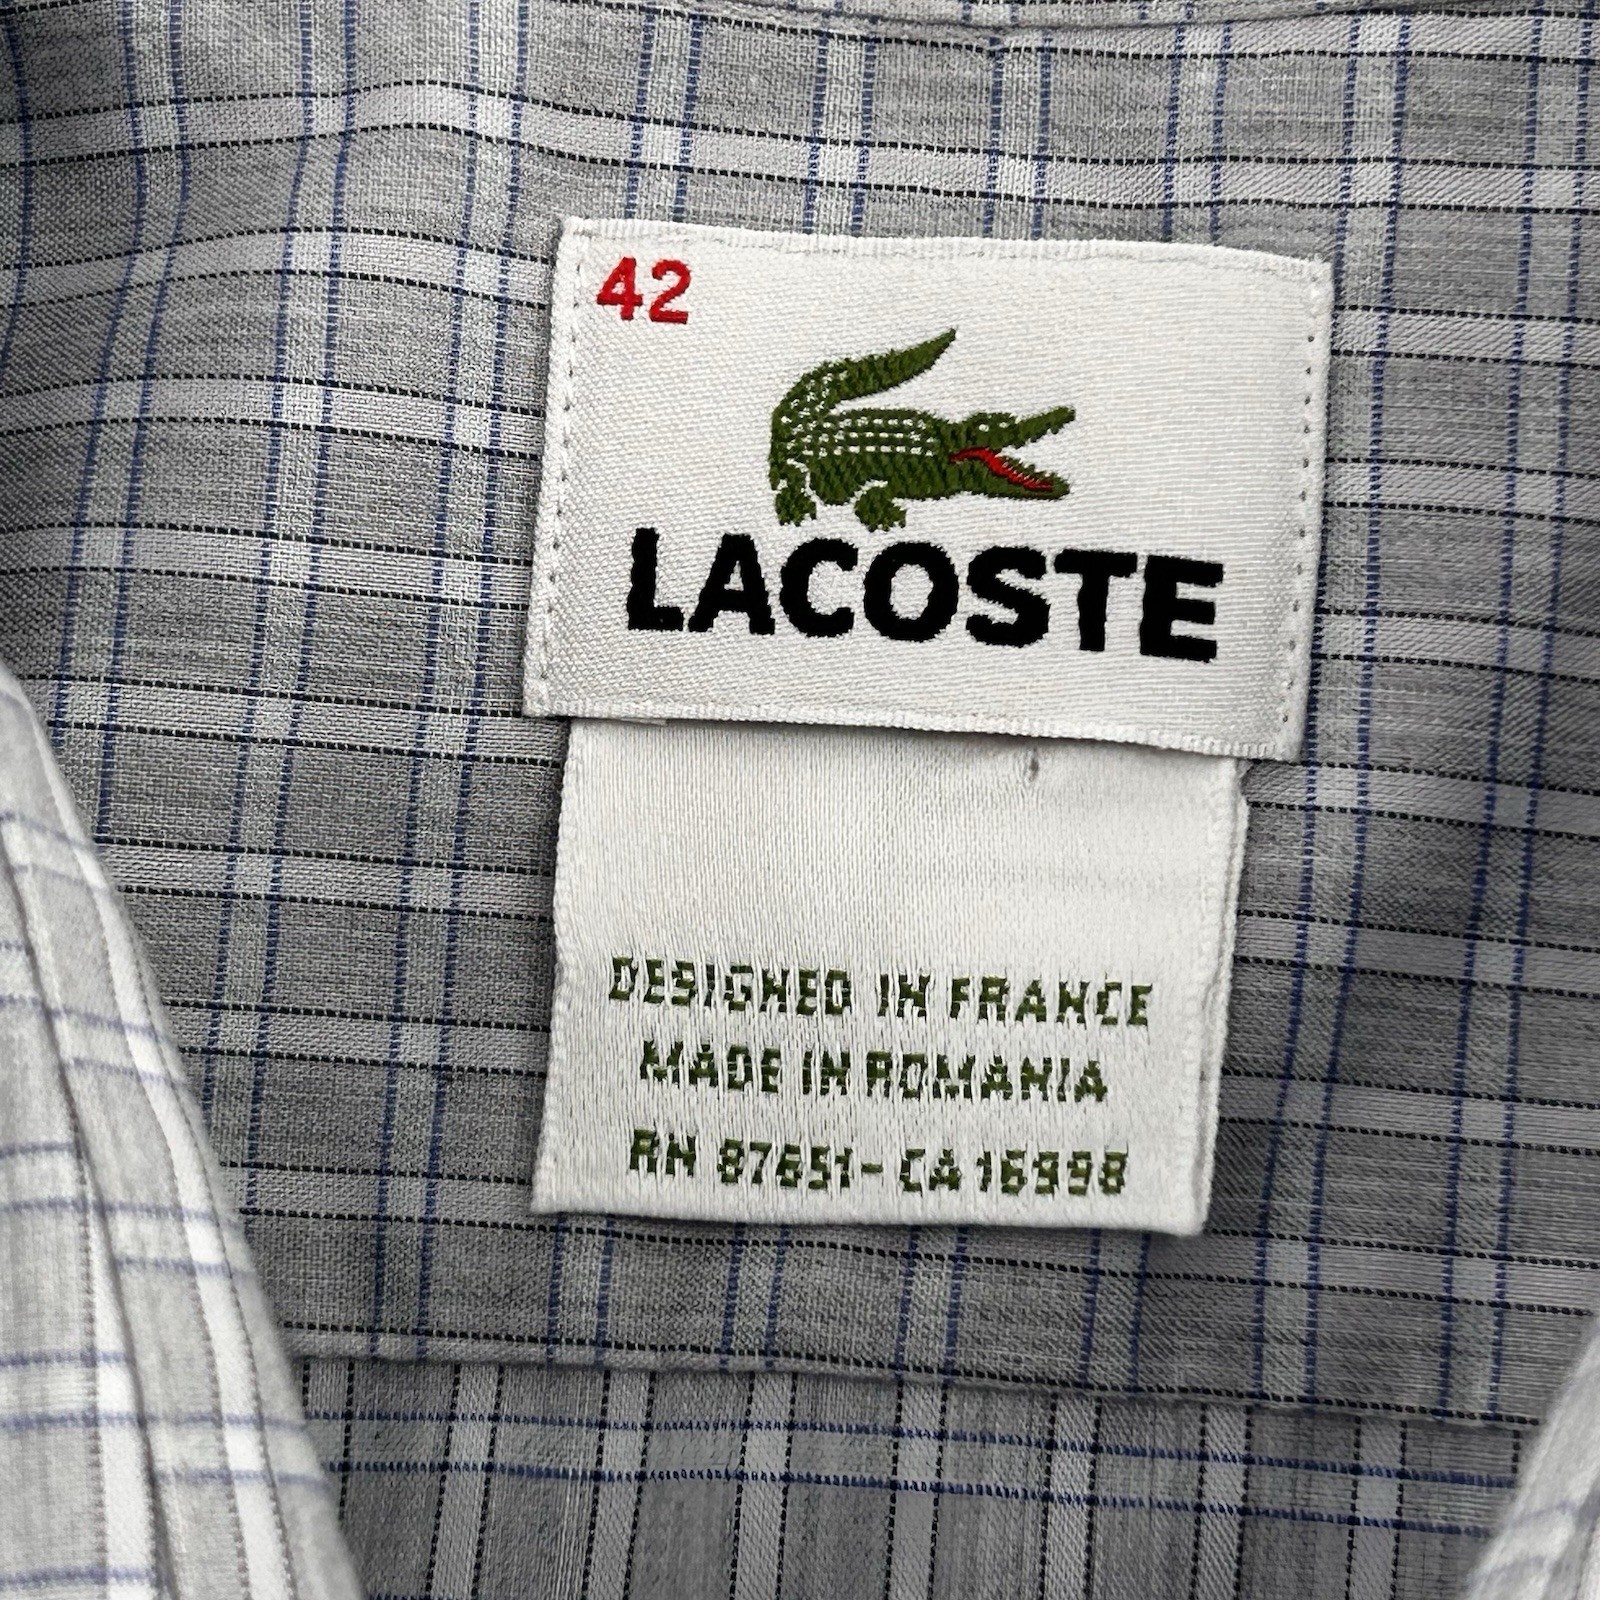 42
LACOSTE
DESIGNED IN FRANCE
MADE IN ROMANIA
RN 87651-CA 16998